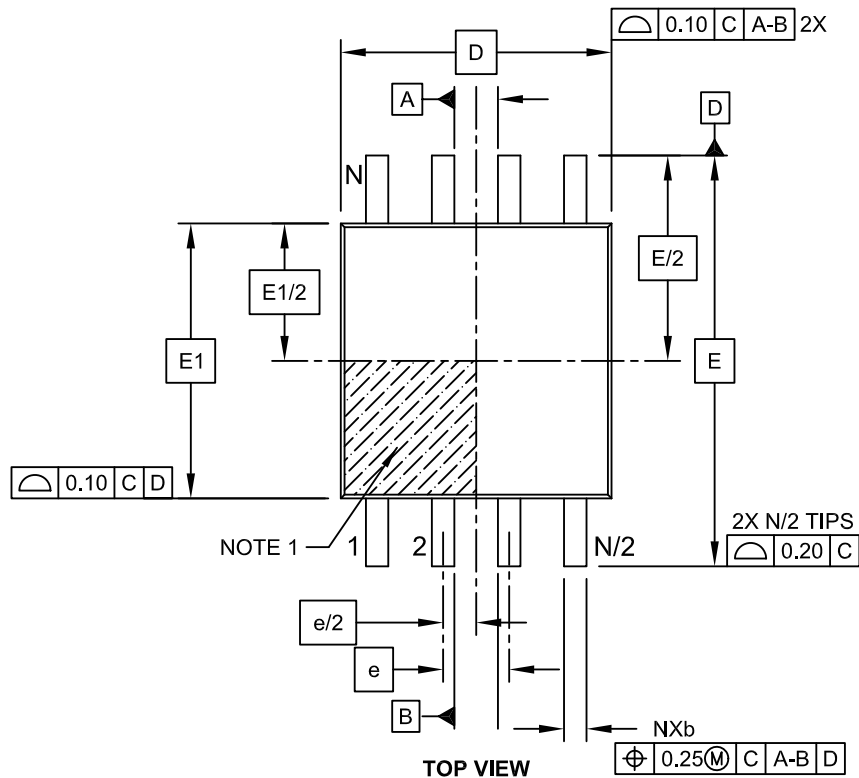 0.10 C A-B 2X
D
A
D
N
E/2
E1/2
E1
E
0.10 C D
2X N/2 TIPS
0.20 C
NOTE 1
1
2
N/2
e/2
e
B
NXb
0.25 Ⓜ C A-B D
TOP VIEW